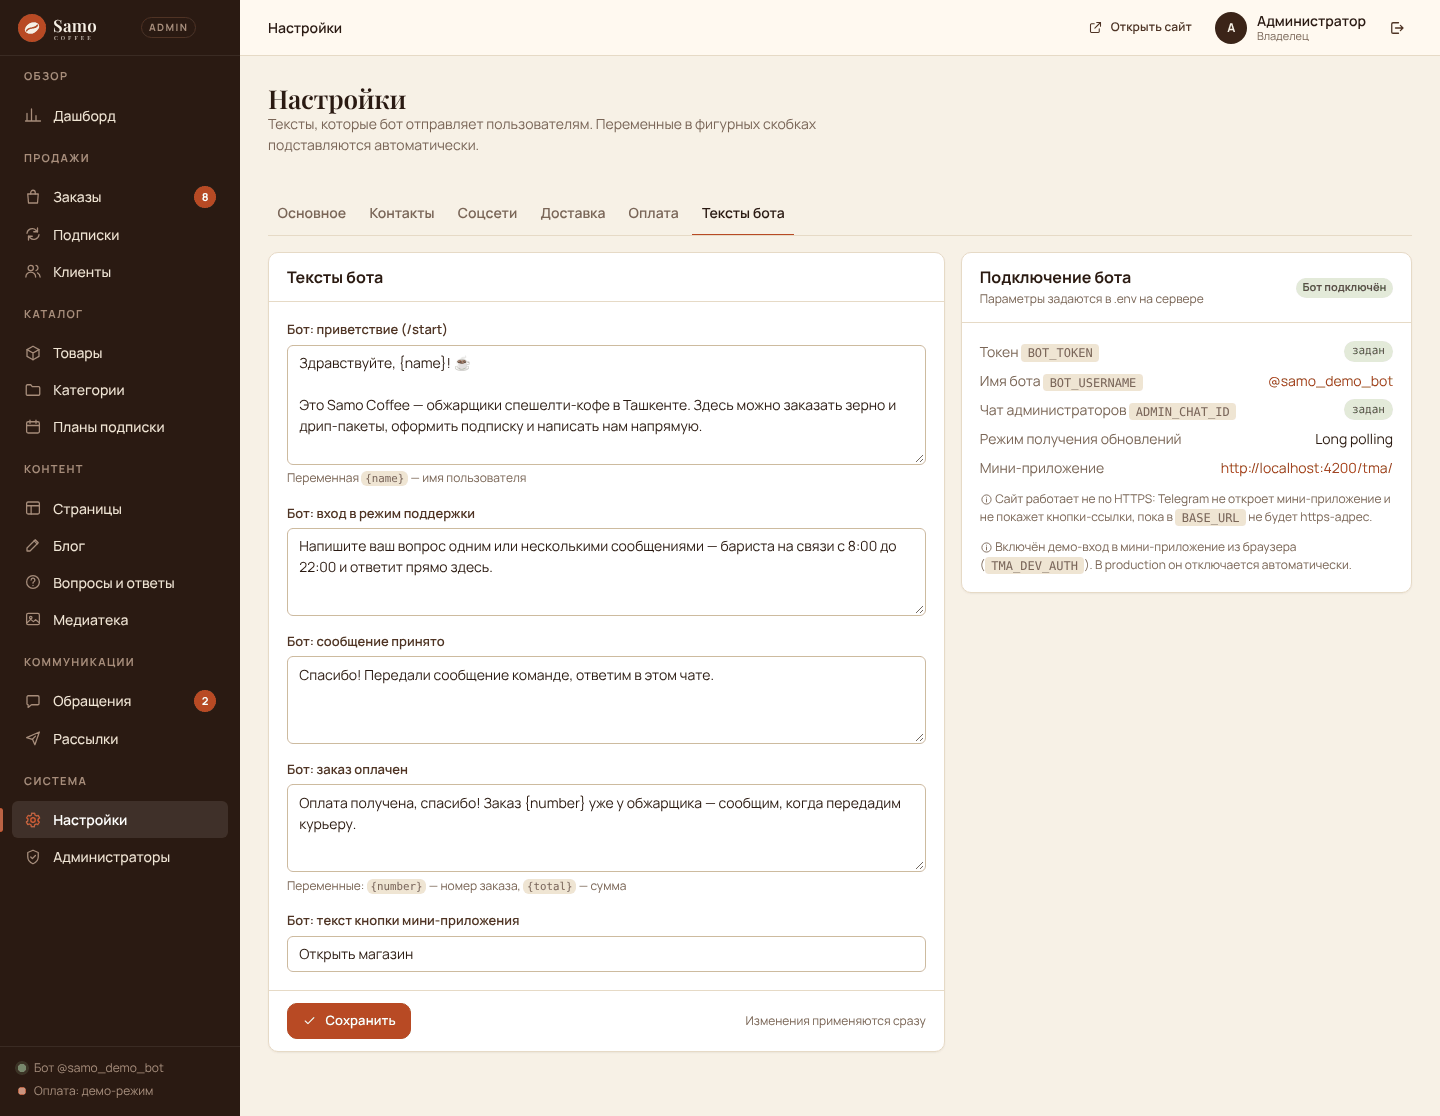 Samo
COFFEE
ADMIN
ОБЗОР
Дашборд
ПРОДАЖИ
Заказы 8
Подписки
Клиенты
КАТАЛОГ
Товары
Категории
Планы подписки
КОНТЕНТ
Страницы
Блог
Вопросы и ответы
Медиатека
КОММУНИКАЦИИ
Обращения 2
Рассылки
СИСТЕМА
Настройки
Администраторы
Бот @samo_demo_bot
Оплата: демо-режим
Настройки
Открыть сайт
А
Администратор
Владелец
Настройки
Тексты, которые бот отправляет пользователям. Переменные в фигурных скобках
подставляются автоматически.
Основное Контакты Соцсети Доставка Оплата Тексты бота
Тексты бота
Бот: приветствие (/start)
Здравствуйте, {name}! ☕
Это Samo Coffee — обжарщики спешелти-кофе в Ташкенте. Здесь можно заказать зерно и
дрип-пакеты, оформить подписку и написать нам напрямую.
Переменная {name} — имя пользователя
Бот: вход в режим поддержки
Напишите ваш вопрос одним или несколькими сообщениями — бариста на связи с 8:00 до
22:00 и ответит прямо здесь.
Бот: сообщение принято
Спасибо! Передали сообщение команде, ответим в этом чате.
Бот: заказ оплачен
Оплата получена, спасибо! Заказ {number} уже у обжарщика — сообщим, когда передадим
курьеру.
Переменные: {number} — номер заказа, {total} — сумма
Бот: текст кнопки мини-приложения
Открыть магазин
Сохранить
Изменения применяются сразу
Подключение бота
Параметры задаются в .env на сервере
Бот подключён
Токен BOT_TOKEN задан
Имя бота BOT_USERNAME @samo_demo_bot
Чат администраторов ADMIN_CHAT_ID задан
Режим получения обновлений Long polling
Мини-приложение http://localhost:4200/tma/
Сайт работает не по HTTPS: Telegram не откроет мини-приложение и
не покажет кнопки-ссылки, пока в BASE_URL не будет https-адрес.
Включён демо-вход в мини-приложение из браузера
(TMA_DEV_AUTH). В production он отключается автоматически.